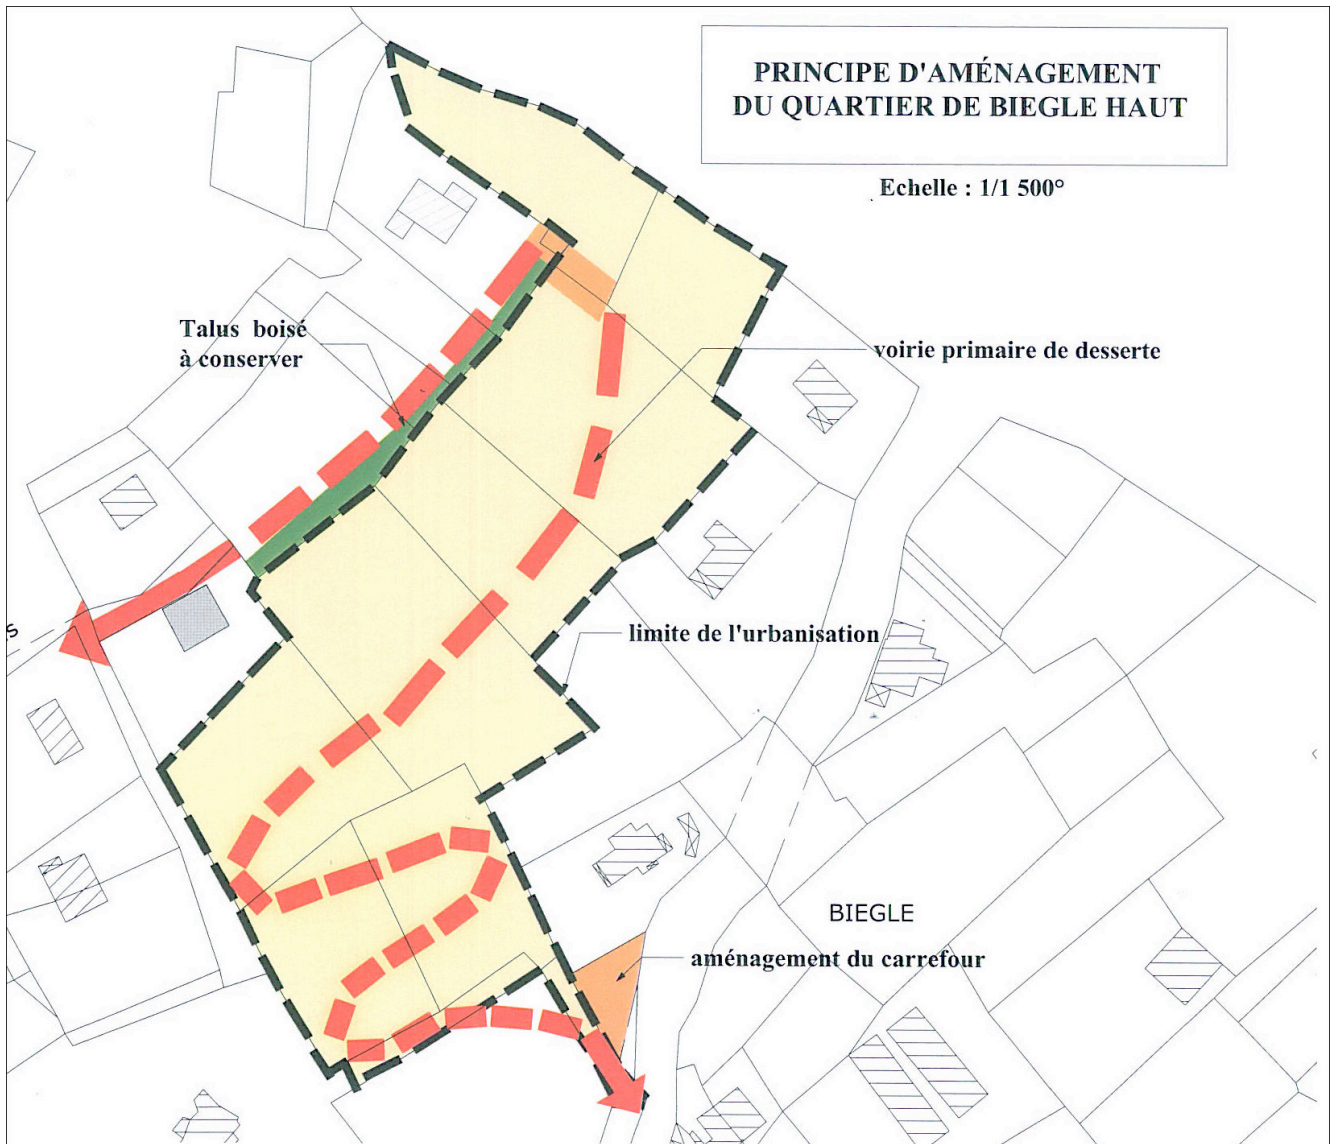 PRINCIPE D'AMÉNAGEMENT
DU QUARTIER DE BIEGLE HAUT
Echelle : 1/1 500°
Talus boisé
à conserver
voirie primaire de desserte
limite de l'urbanisation
BIEGLE
aménagement du carrefour